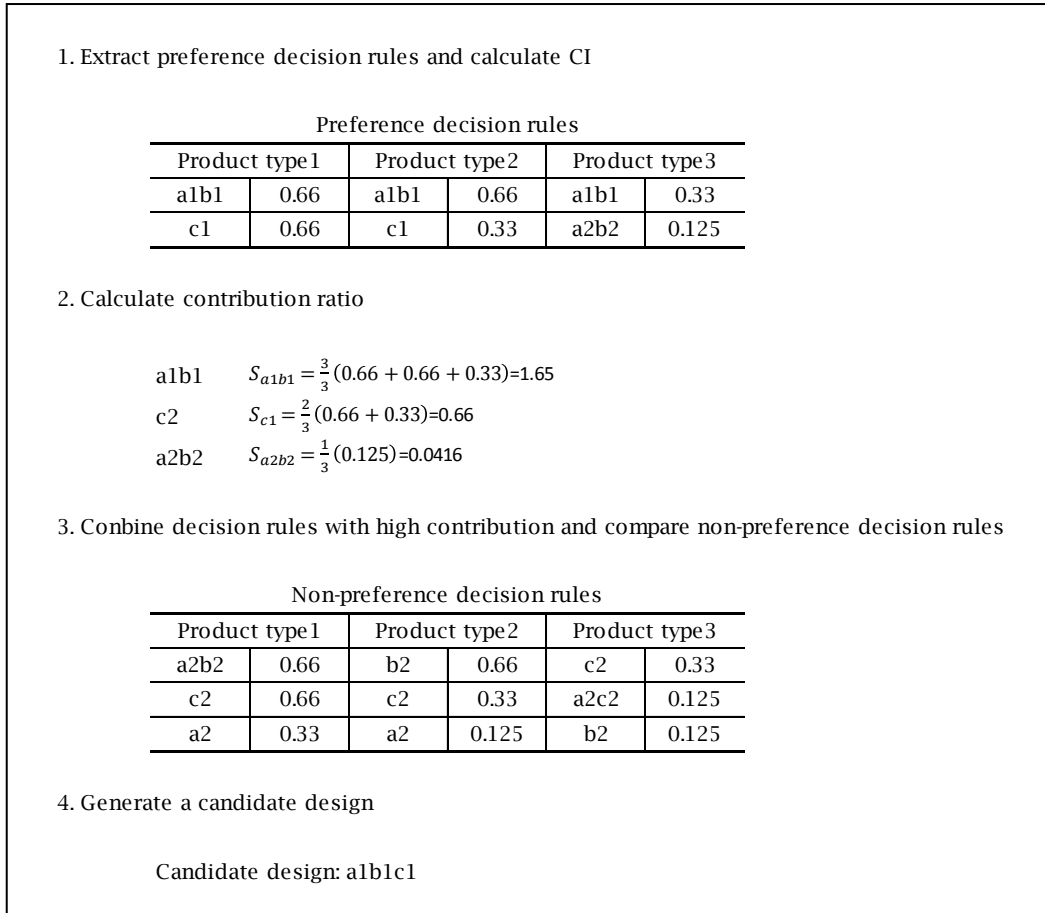 1. Extract preference decision rules and calculate CI
Preference decision rules
Product type1 Product type2 Product type3
a1b1 0.66 a1b1 0.66 a1b1 0.33
c1 0.66 c1 0.33 a2b2 0.125
2. Calculate contribution ratio
a1b1 S_{a1b1} = \frac{3}{3}(0.66 + 0.66 + 0.33)=1.65
c2 S_{c1} = \frac{2}{3}(0.66 + 0.33)=0.66
a2b2 S_{a2b2} = \frac{1}{3}(0.125)=0.0416
3. Conbine decision rules with high contribution and compare non-preference decision rules
Non-preference decision rules
Product type1 Product type2 Product type3
a2b2 0.66 b2 0.66 c2 0.33
c2 0.66 c2 0.33 a2c2 0.125
a2 0.33 a2 0.125 b2 0.125
4. Generate a candidate design
Candidate design: a1b1c1